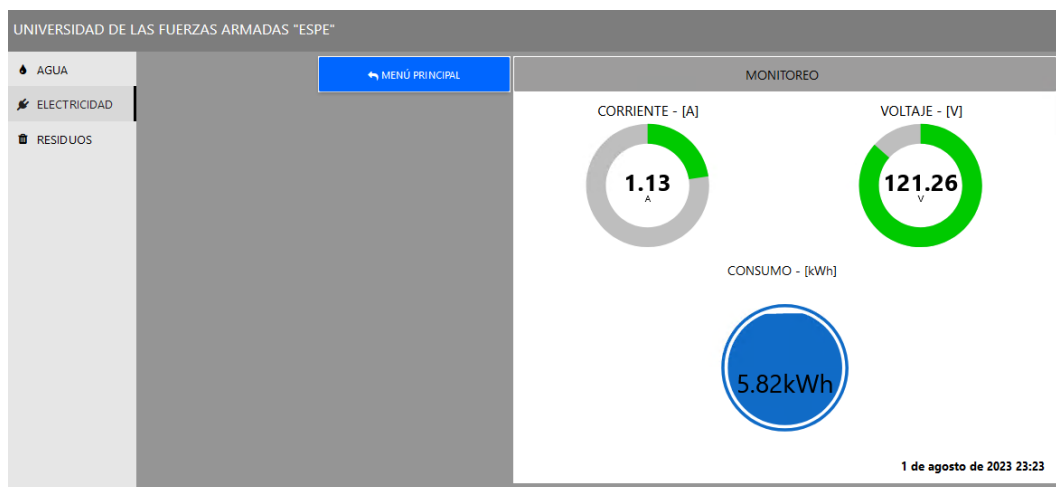 UNIVERSIDAD DE LAS FUERZAS ARMADAS "ESPE"
AGUA
ELECTRICIDAD
RESIDUOS
MENÚ PRINCIPAL
MONITOREO
CORRIENTE - [A]
1.13
A
VOLTAJE - [V]
121.26
V
CONSUMO - [kWh]
5.82kWh
1 de agosto de 2023 23:23